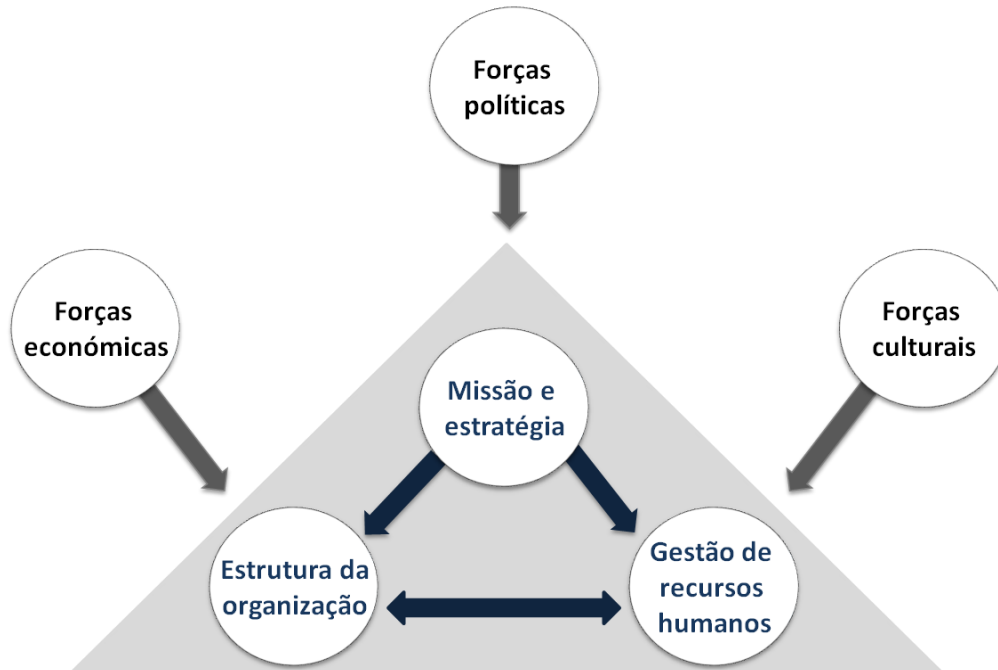 Forças
políticas
Forças
económicas
Forças
culturais
Missão e
estratégia
Estrutura da
organização
Gestão de
recursos
humanos